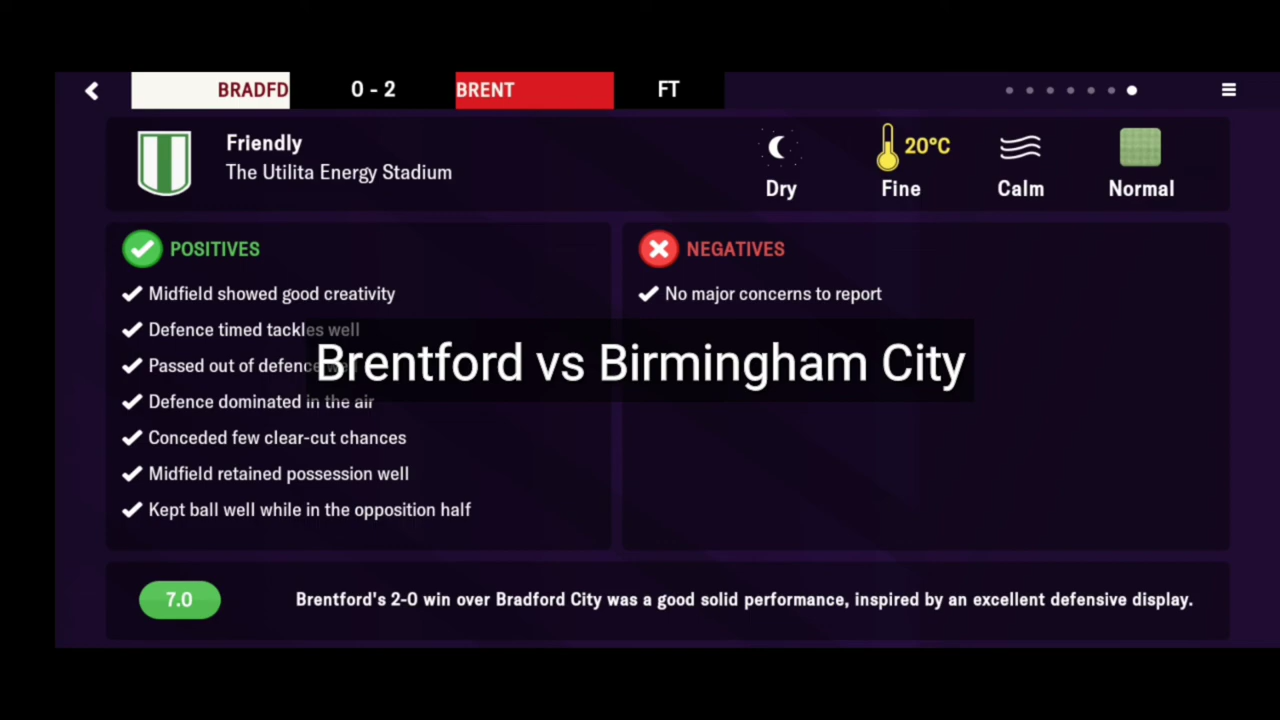 BRADFD 0 - 2 BRENT FT
Friendly
The Utilita Energy Stadium
20°C
Dry Fine Calm Normal
POSITIVES
Midfield showed good creativity
Defence timed tackles well
Passed out of defence well
Defence dominated in the air
Conceded few clear-cut chances
Midfield retained possession well
Kept ball well while in the opposition half
NEGATIVES
No major concerns to report
Brentford vs Birmingham City
7.0 Brentford's 2-0 win over Bradford City was a good solid performance, inspired by an excellent defensive display.